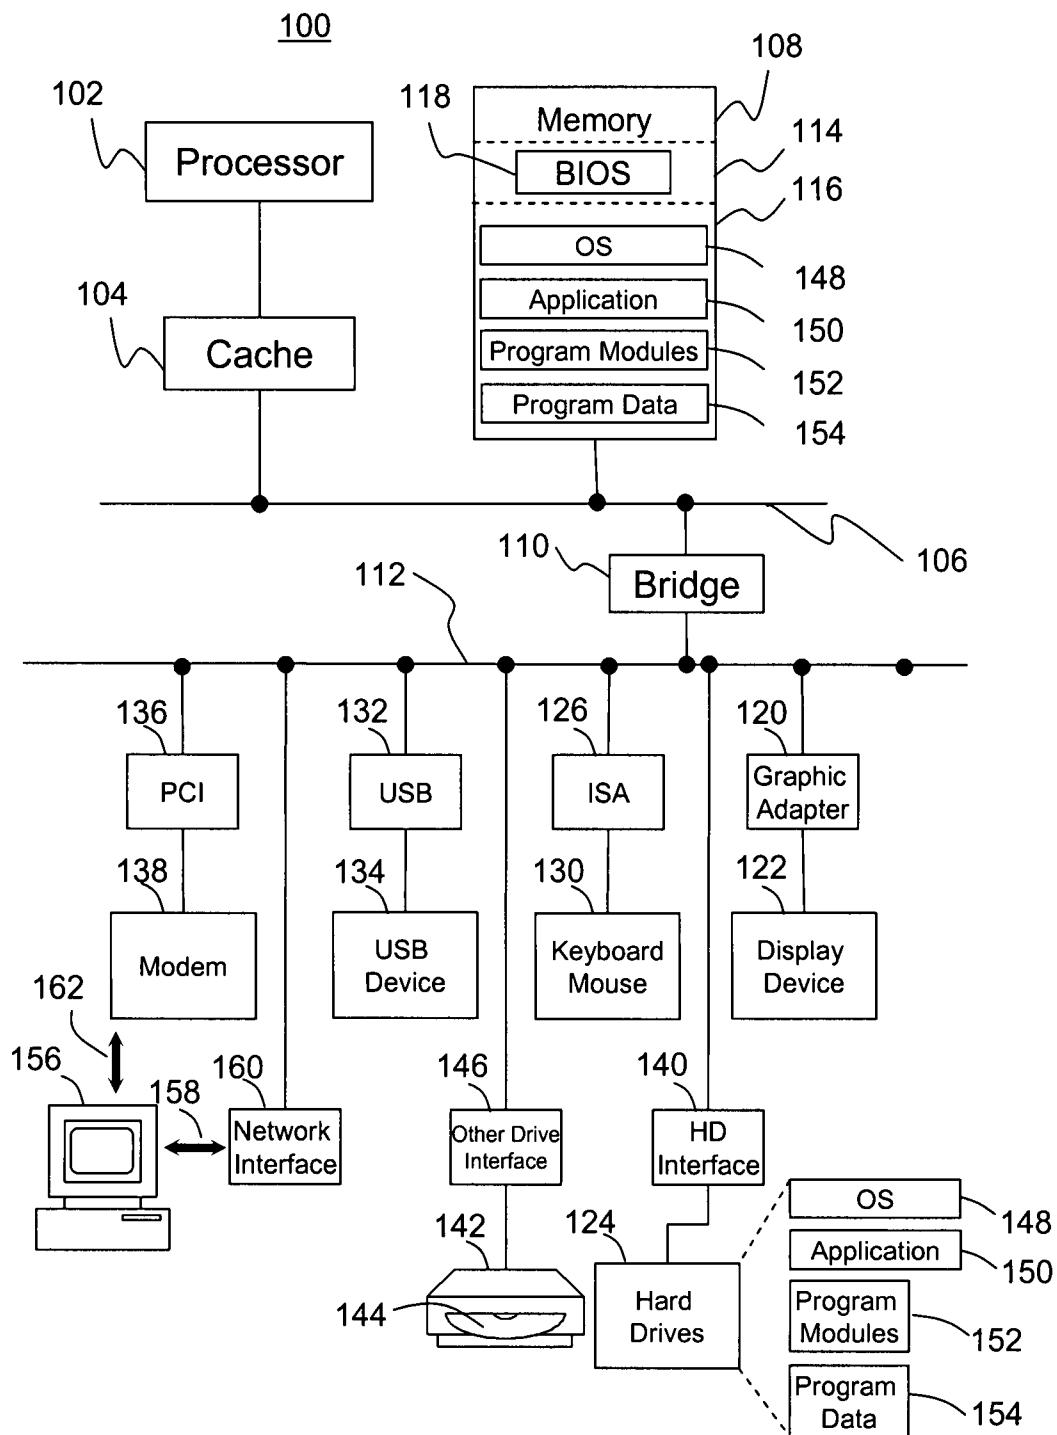 100
108
102
118
Memory
114
Processor
BIOS
116
OS
148
104
Application
150
Cache
Program Modules
152
Program Data
154
110
106
112
Bridge
136
132
126
120
PCI
USB
ISA
Graphic
Adapter
138
134
130
122
Modem
USB
Device
Keyboard
Mouse
Display
Device
162
156
158
160
146
140
Network
Interface
Other Drive
Interface
HD
Interface
OS
148
142
124
Application
150
144
Hard
Drives
Program
Modules
152
Program
Data
154